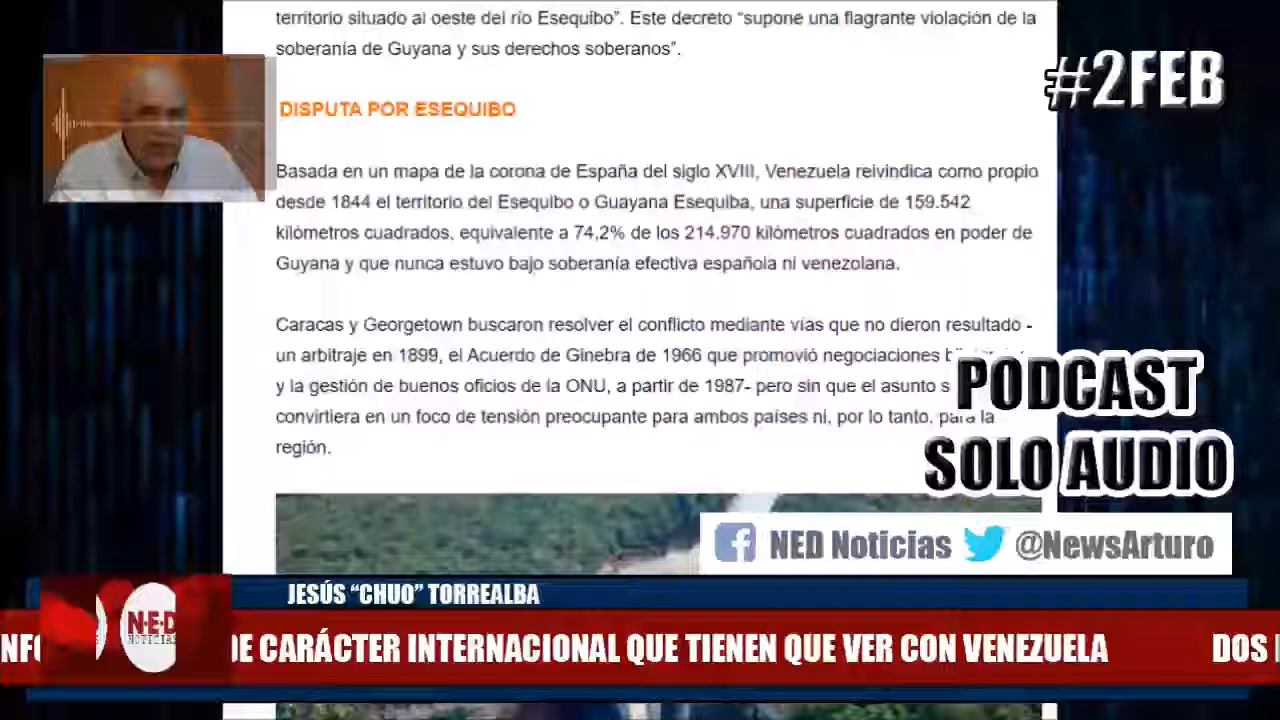 territorio situado al oeste del río Esequibo”. Este decreto “supone una flagrante violación de la
soberanía de Guyana y sus derechos soberanos”.
#2FEB
DISPUTA POR ESEQUIBO
Basada en un mapa de la corona de España del siglo XVIII, Venezuela reivindica como propio
desde 1844 el territorio del Esequibo o Guayana Esequiba, una superficie de 159.542
kilómetros cuadrados, equivalente a 74,2% de los 214.970 kilómetros cuadrados en poder de
Guyana y que nunca estuvo bajo soberanía efectiva española ni venezolana.
Caracas y Georgetown buscaron resolver el conflicto mediante vías que no dieron resultado -
un arbitraje en 1899, el Acuerdo de Ginebra de 1966 que promovió negociaciones
y la gestión de buenos oficios de la ONU, a partir de 1987- pero sin que el asunto s
convirtiera en un foco de tensión preocupante para ambos países ni, por lo tanto, para la
región.
PODCAST
SOLO AUDIO
NED Noticias @NewsArturo
JESÚS “CHUO” TORREALBA
N·E·D
NOTICIAS
DE CARÁCTER INTERNACIONAL QUE TIENEN QUE VER CON VENEZUELA DOS